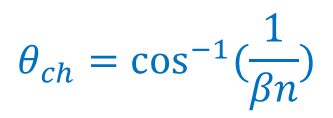 θ_ch = cos⁻¹(1/βn)